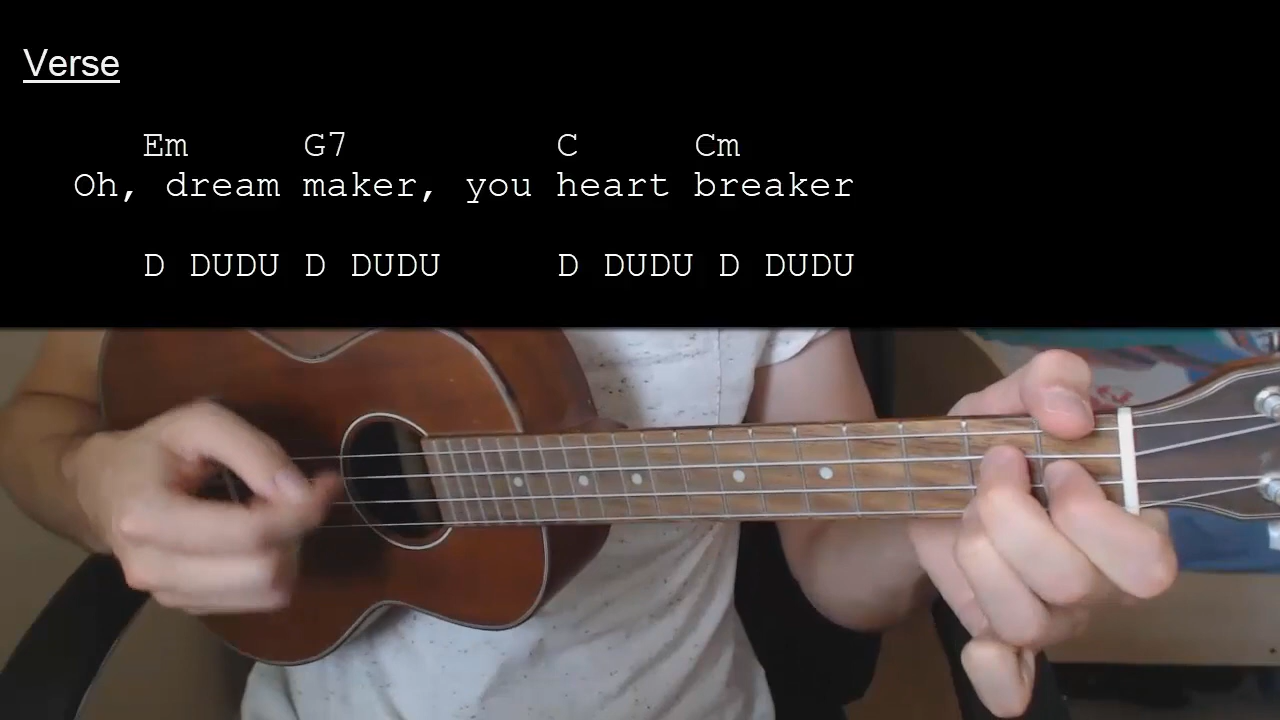 Verse
Em G7 C Cm
Oh, dream maker, you heart breaker
D DUDU D DUDU D DUDU D DUDU